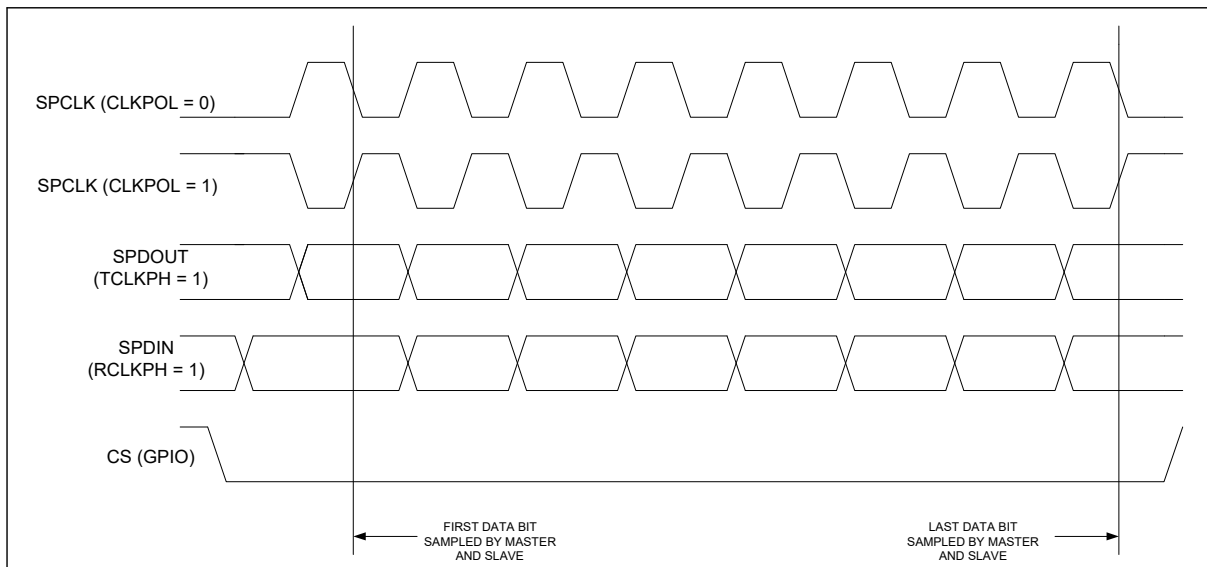 SPCLK (CLKPOL = 0)
SPCLK (CLKPOL = 1)
SPDOUT
(TCLKPH = 1)
SPDIN
(RCLKPH = 1)
CS (GPIO)
FIRST DATA BIT
SAMPLED BY MASTER
AND SLAVE
LAST DATA BIT
SAMPLED BY MASTER
AND SLAVE